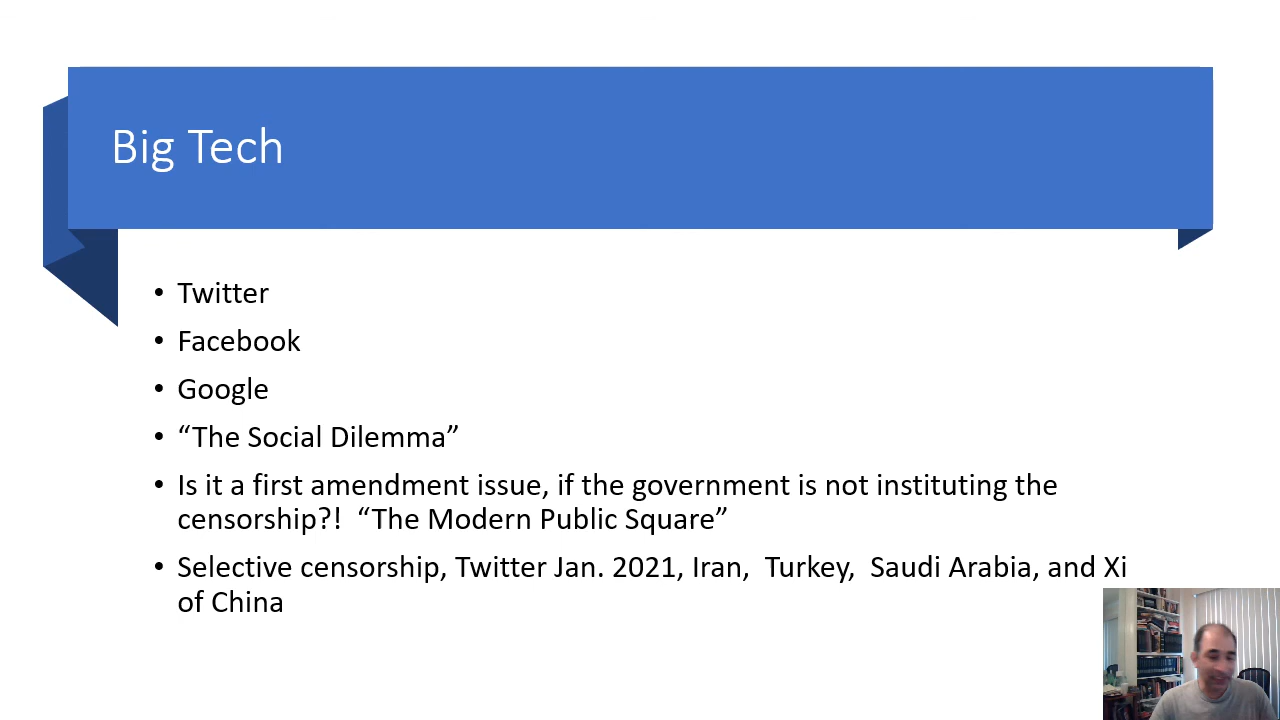 Big Tech
• Twitter
• Facebook
• Google
• “The Social Dilemma”
• Is it a first amendment issue, if the government is not instituting the
censorship?!  “The Modern Public Square”
• Selective censorship, Twitter Jan. 2021, Iran,  Turkey,  Saudi Arabia, and Xi
of China